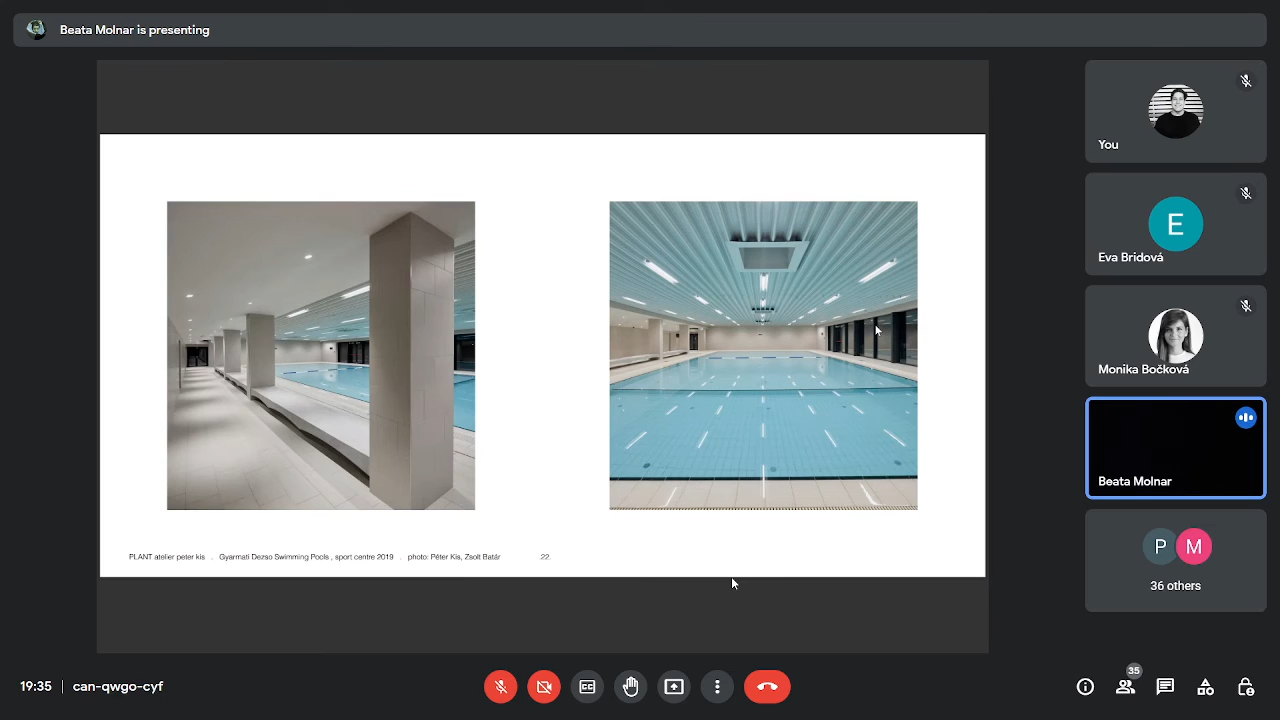 Beata Molnar is presenting
You
E
Eva Bridová
Monika Bočková
Beata Molnar
P M
36 others
PLANT atelier peter kis . Gyarmati Dezso Swimming Pools , sport centre 2019 . photo: Péter Kis, Zsolt Batár .22.
19:35 | can-qwgo-cyf
35